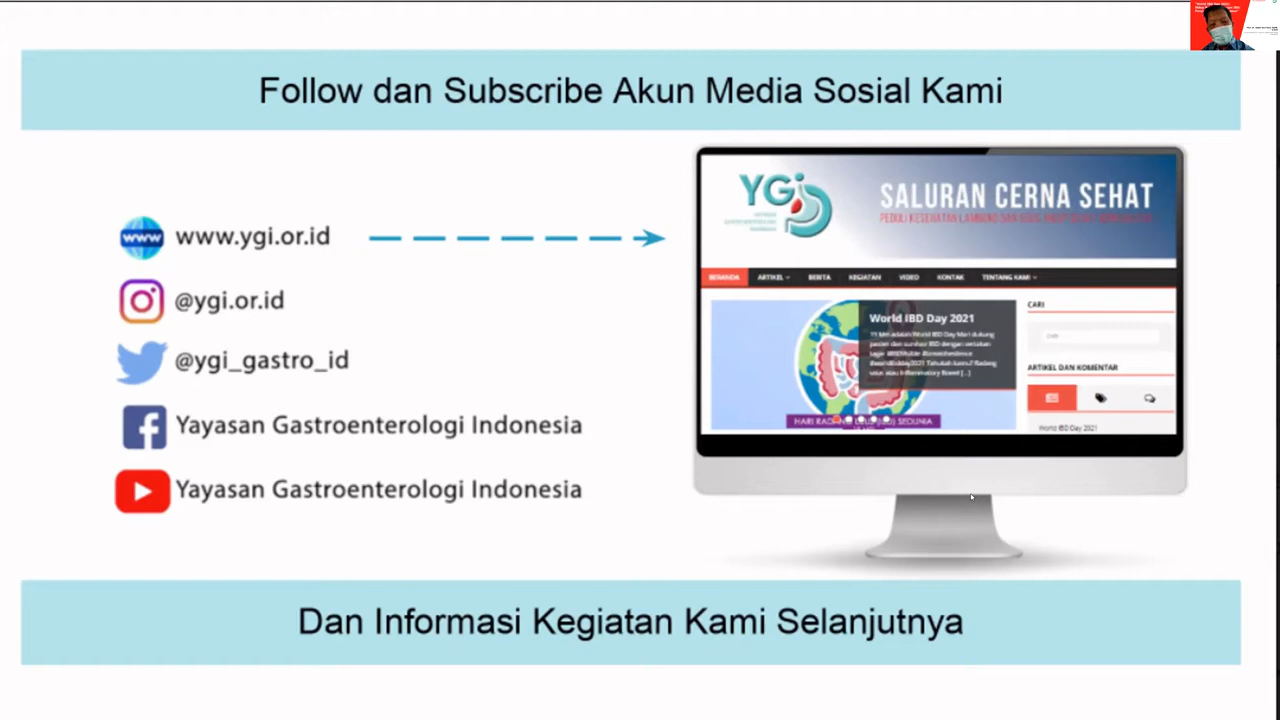 Follow dan Subscribe Akun Media Sosial Kami
www.ygi.or.id
@ygi.or.id
@ygi_gastro_id
Yayasan Gastroenterologi Indonesia
Yayasan Gastroenterologi Indonesia
YGi
SALURAN CERNA SEHAT
BERANDA ARTIKEL BERITA KEGIATAN VIDEO KONTAK TENTANG KAMI
World IBD Day 2021
CARI
ARTIKEL DAN KOMENTAR
World IBD Day 2021
Dan Informasi Kegiatan Kami Selanjutnya